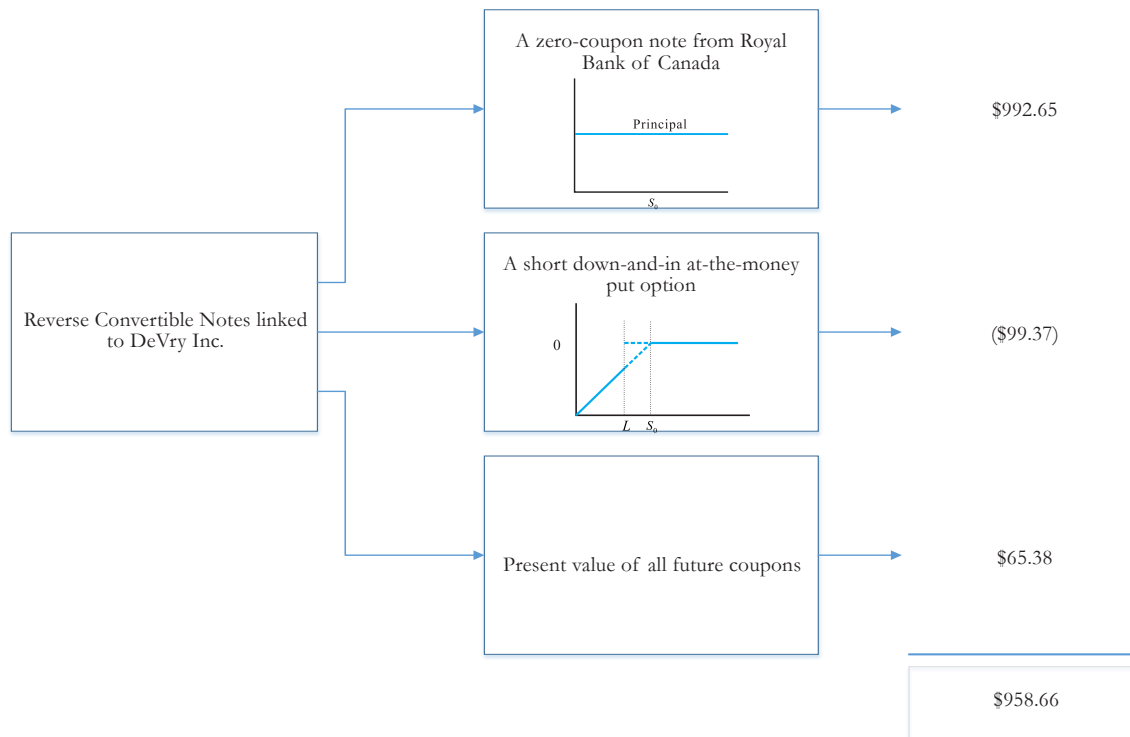 A zero-coupon note from Royal
Bank of Canada
Principal
S₀
$992.65
Reverse Convertible Notes linked
to DeVry Inc.
A short down-and-in at-the-money
put option
0
L S₀
($99.37)
Present value of all future coupons
$65.38
$958.66